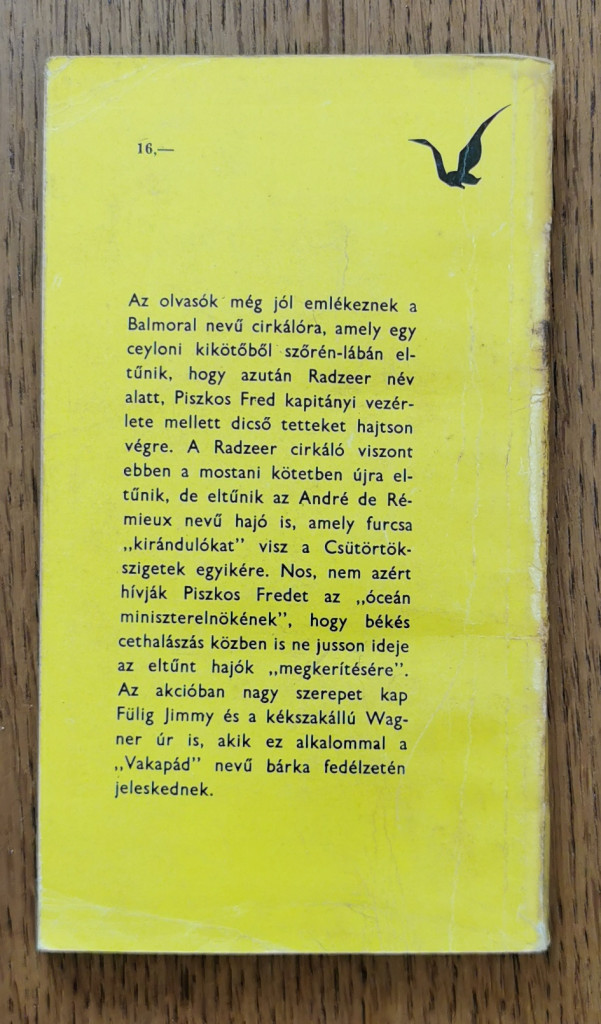 16,—
Az olvasók még jól emlékeznek a
Balmoral nevű cirkálóra, amely egy
ceyloni kikötőből szőrén-lábán el-
tűnik, hogy azután Radzeer név
alatt, Piszkos Fred kapitányi vezér-
lete mellett dicső tetteket hajtson
végre. A Radzeer cirkáló viszont
ebben a mostani kötetben újra el-
tűnik, de eltűnik az André de Ré-
mieux nevű hajó is, amely furcsa
„kirándulókat” visz a Csütörtök-
szigetek egyikére. Nos, nem azért
hívják Piszkos Fredet az „óceán
miniszterelnökének”, hogy békés
cethalászás közben is ne jusson ideje
az eltűnt hajók „megkerítésére”.
Az akcióban nagy szerepet kap
Fülig Jimmy és a kékszakállú Wag-
ner úr is, akik ez alkalommal a
„Vakapád” nevű bárka fedélzetén
jeleskednek.